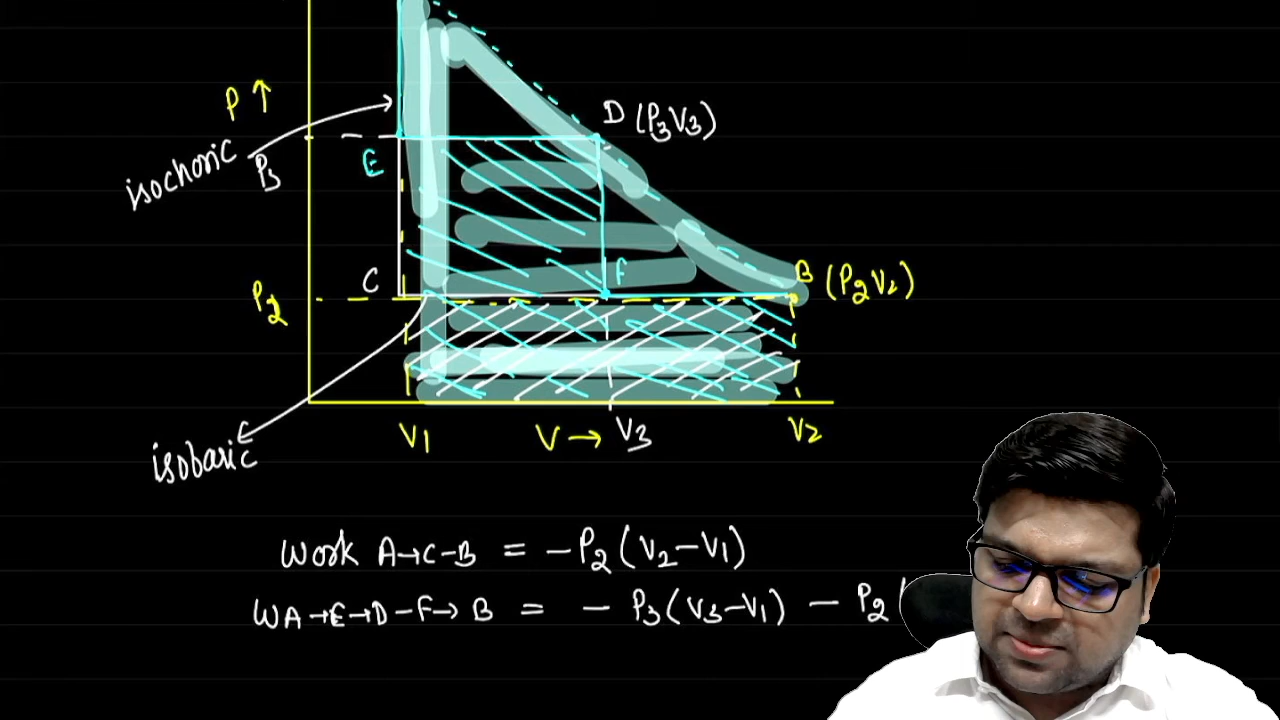 P ↑
D (P3V3)
isochoric
P3
E
C
F
B (P2V2)
P2
V1
V →
V3
V2
isobaric
Work A→C-B = -P2(V2-V1)
WA→E→D-F→B = - P3(V3-V1) - P2(